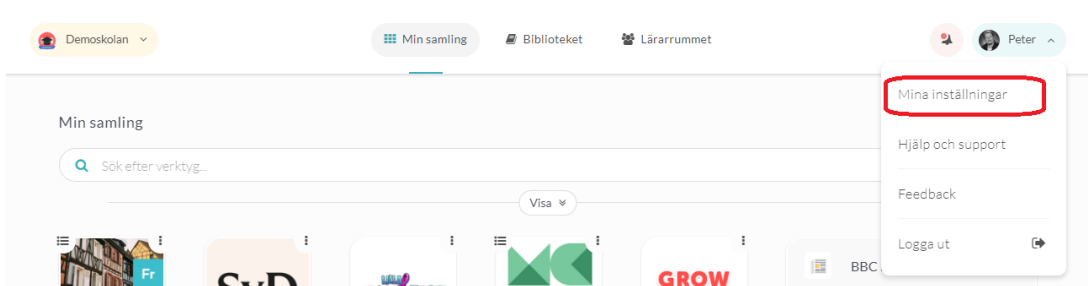 Demoskolan
Min samling
Biblioteket
Lärarrummet
Peter
Mina inställningar
Hjälp och support
Feedback
Logga ut
Min samling
Sök efter verktyg...
Visa
Fr
SvD
GROW
BBC